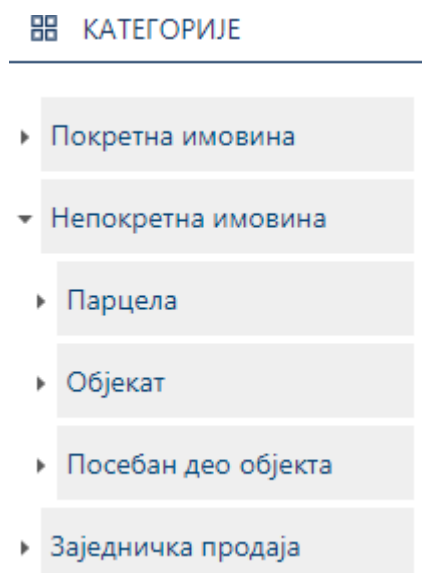 КАТЕГОРИЈЕ
Покретна имовина
Непокретна имовина
Парцела
Објекат
Посебан део објекта
Заједничка продаја